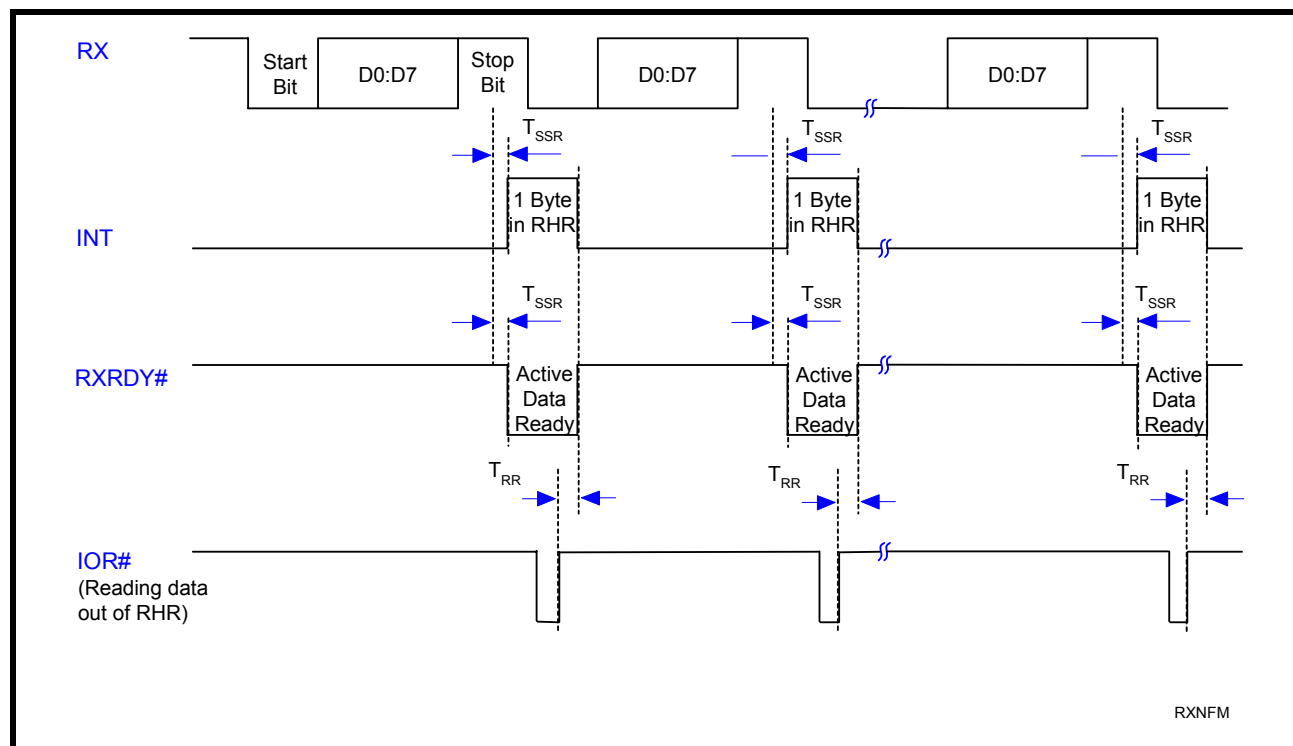 RX
Start
Bit
D0:D7
Stop
Bit
D0:D7
D0:D7
TSSR
TSSR
TSSR
INT
1 Byte
in RHR
1 Byte
in RHR
1 Byte
in RHR
TSSR
TSSR
TSSR
RXRDY#
Active
Data
Ready
Active
Data
Ready
Active
Data
Ready
TRR
TRR
TRR
IOR#
(Reading data
out of RHR)
RXNFM